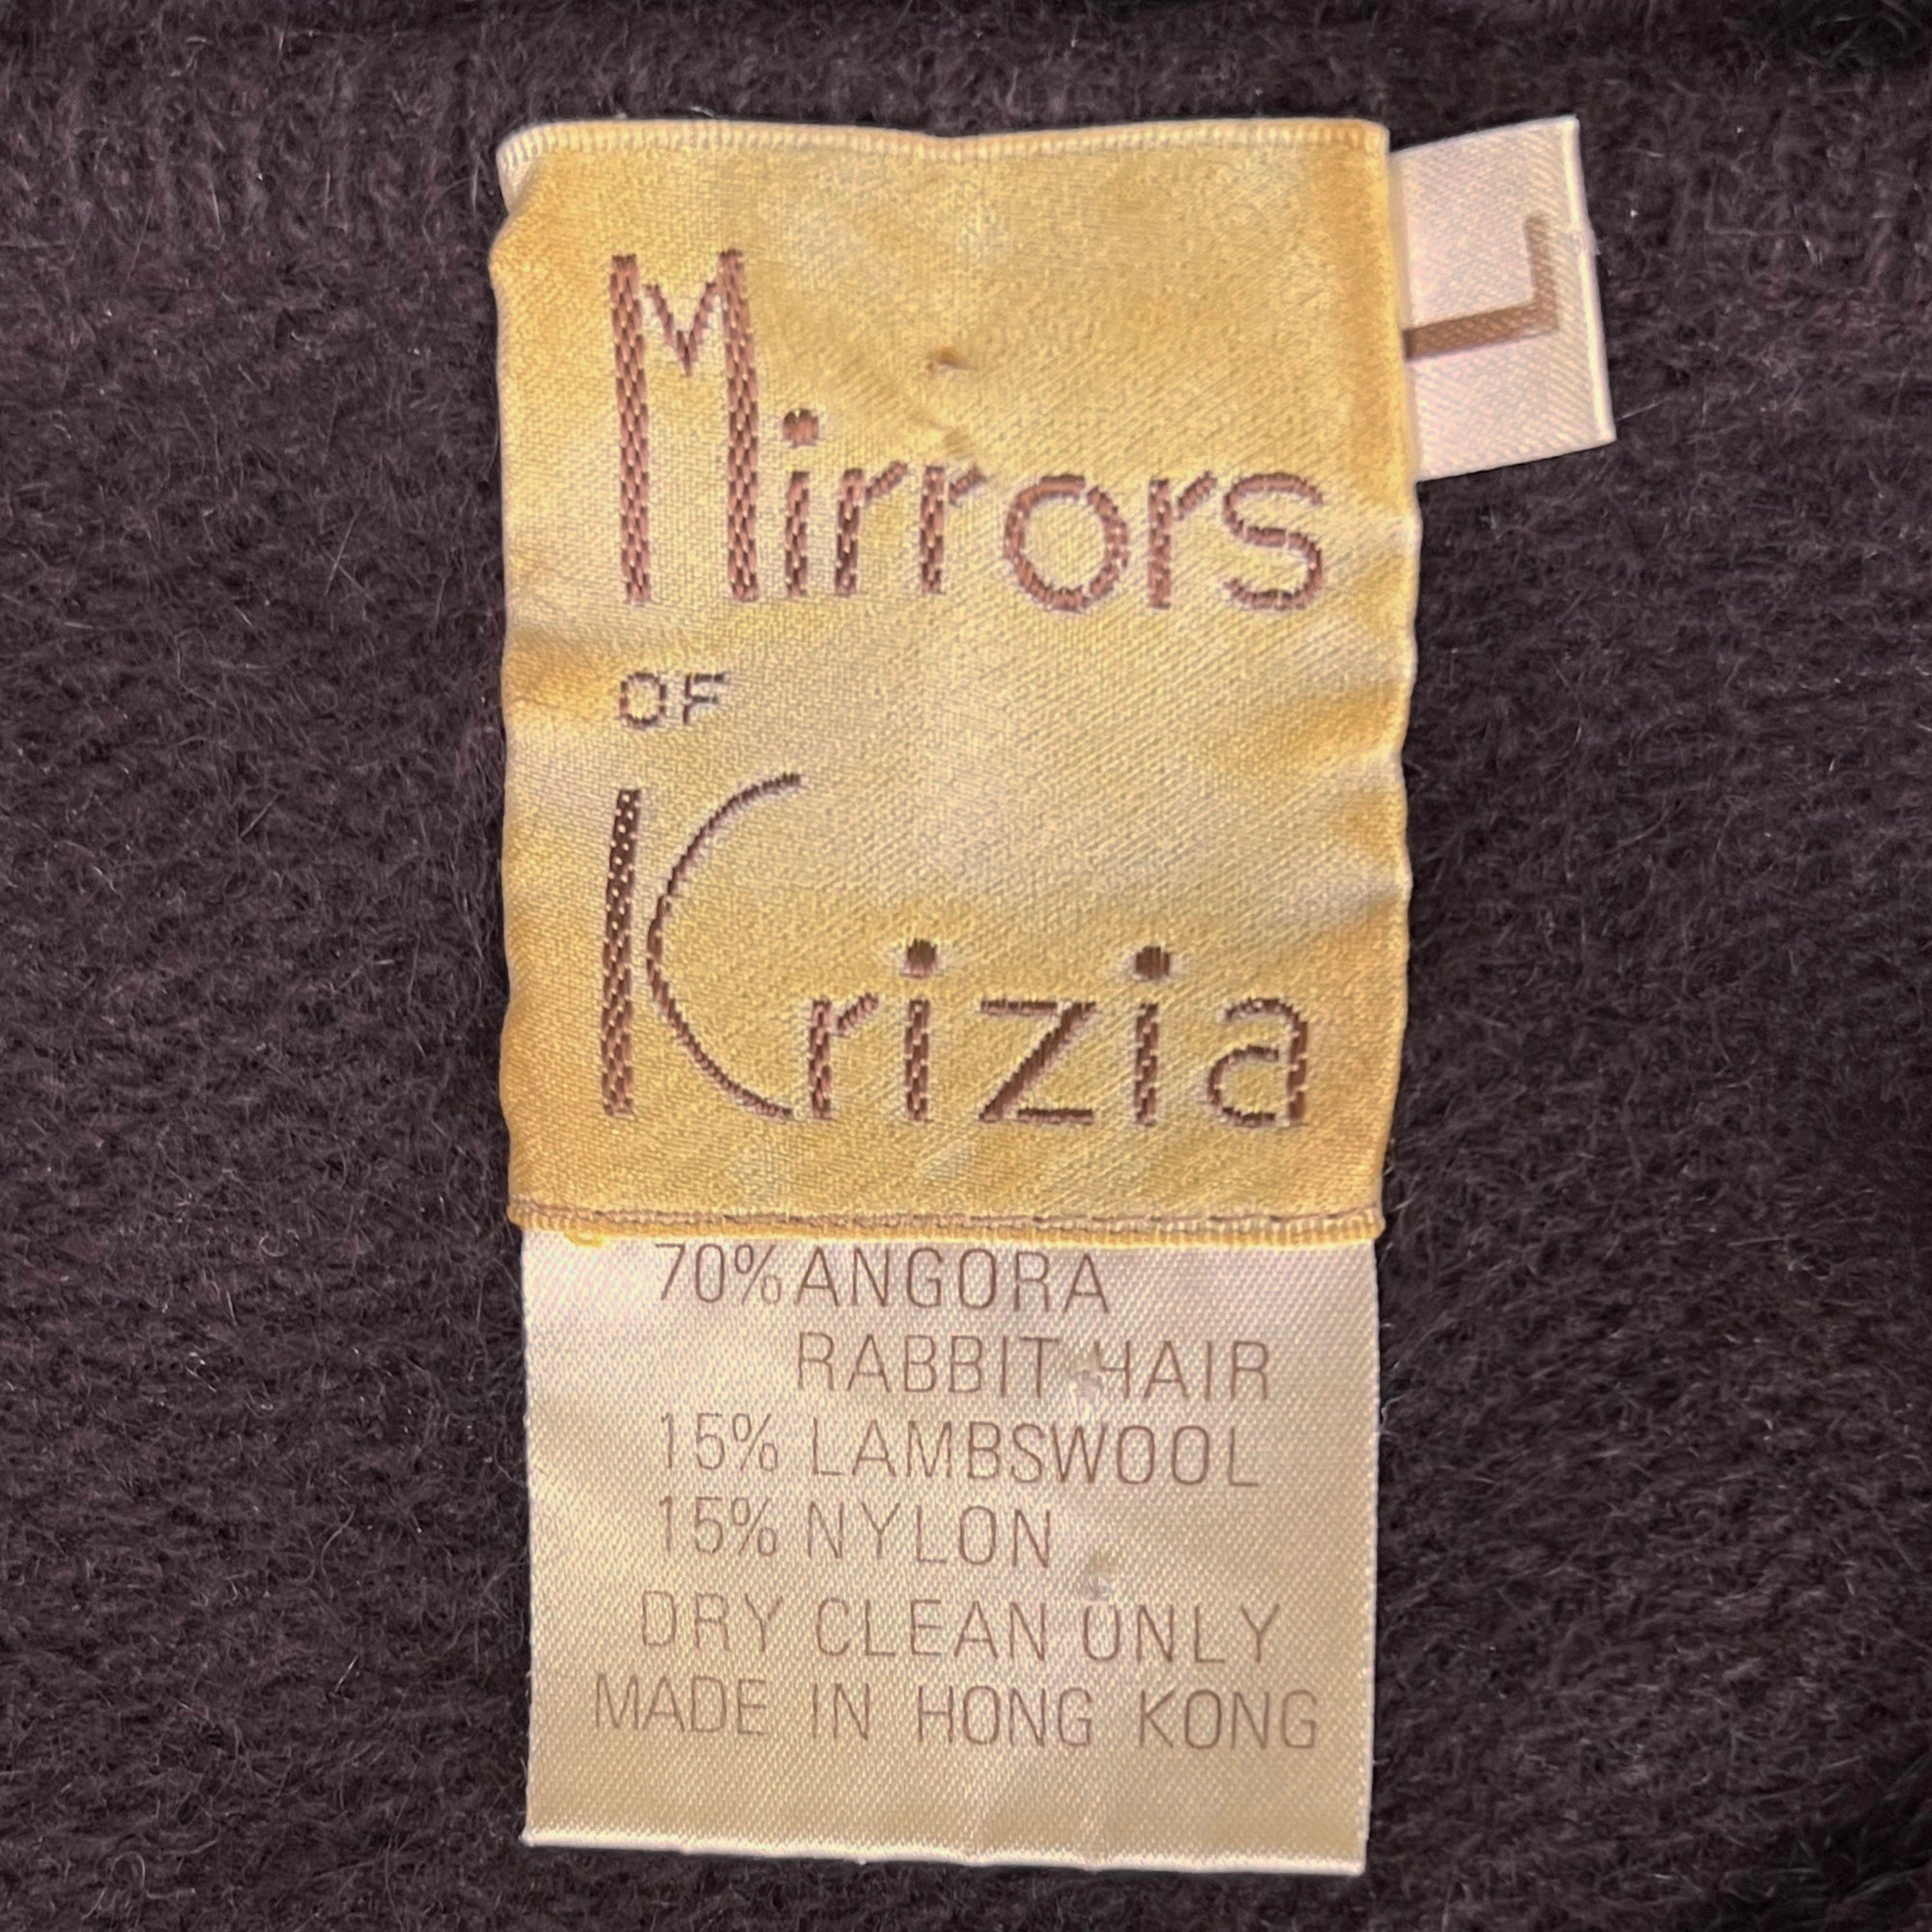 Mirrors
OF
Krizia
L
70% ANGORA
RABBIT HAIR
15% LAMBSWOOL
15% NYLON
DRY CLEAN ONLY
MADE IN HONG KONG